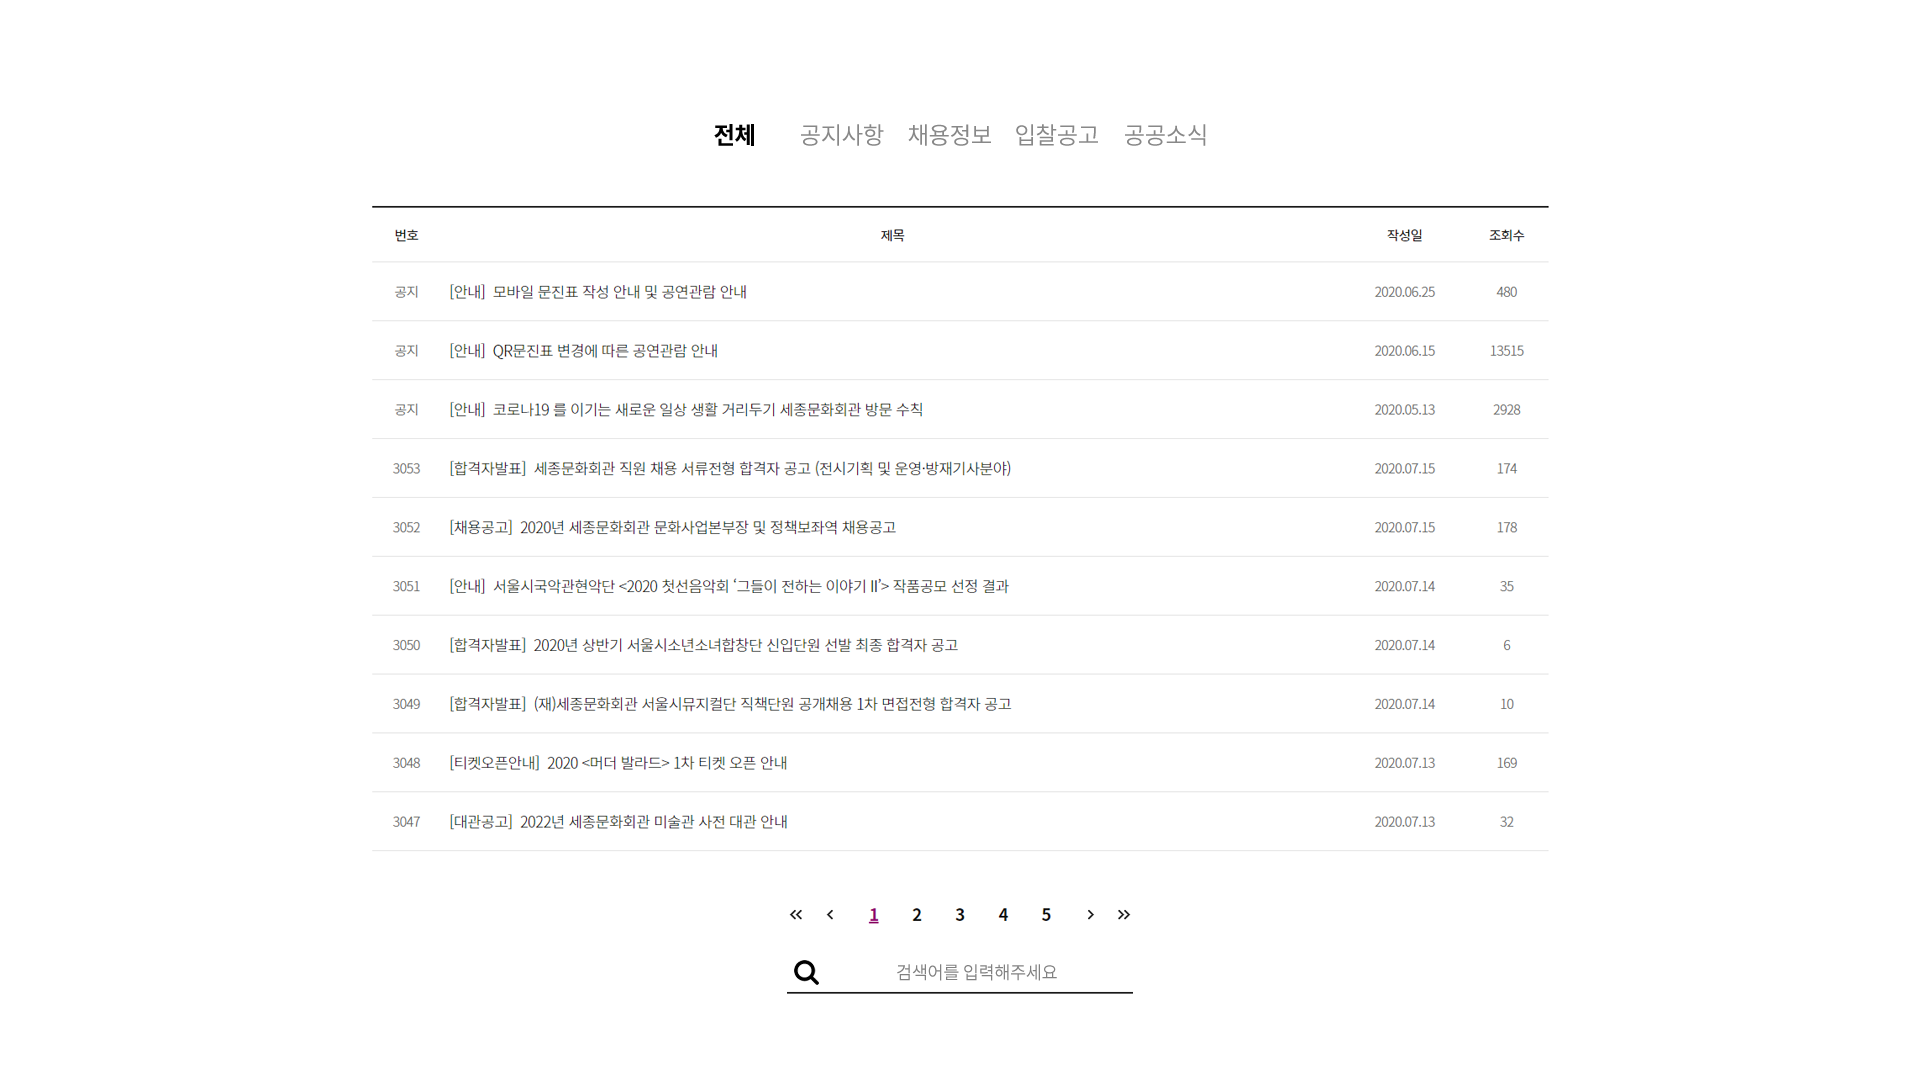 전체 공지사항 채용정보 입찰공고 공공소식
번호 제목 작성일 조회수
공지 [안내] 모바일 문진표 작성 안내 및 공연관람 안내 2020.06.25 480
공지 [안내] QR문진표 변경에 따른 공연관람 안내 2020.06.15 13515
공지 [안내] 코로나19 를 이기는 새로운 일상 생활 거리두기 세종문화회관 방문 수칙 2020.05.13 2928
3053 [합격자발표] 세종문화회관 직원 채용 서류전형 합격자 공고 (전시기획 및 운영·방재기사분야) 2020.07.15 174
3052 [채용공고] 2020년 세종문화회관 문화사업본부장 및 정책보좌역 채용공고 2020.07.15 178
3051 [안내] 서울시국악관현악단 <2020 첫선음악회 ‘그들이 전하는 이야기 II’> 작품공모 선정 결과 2020.07.14 35
3050 [합격자발표] 2020년 상반기 서울시소년소녀합창단 신입단원 선발 최종 합격자 공고 2020.07.14 6
3049 [합격자발표] (재)세종문화회관 서울시뮤지컬단 직책단원 공개채용 1차 면접전형 합격자 공고 2020.07.14 10
3048 [티켓오픈안내] 2020 <머더 발라드> 1차 티켓 오픈 안내 2020.07.13 169
3047 [대관공고] 2022년 세종문화회관 미술관 사전 대관 안내 2020.07.13 32
1 2 3 4 5
검색어를 입력해주세요